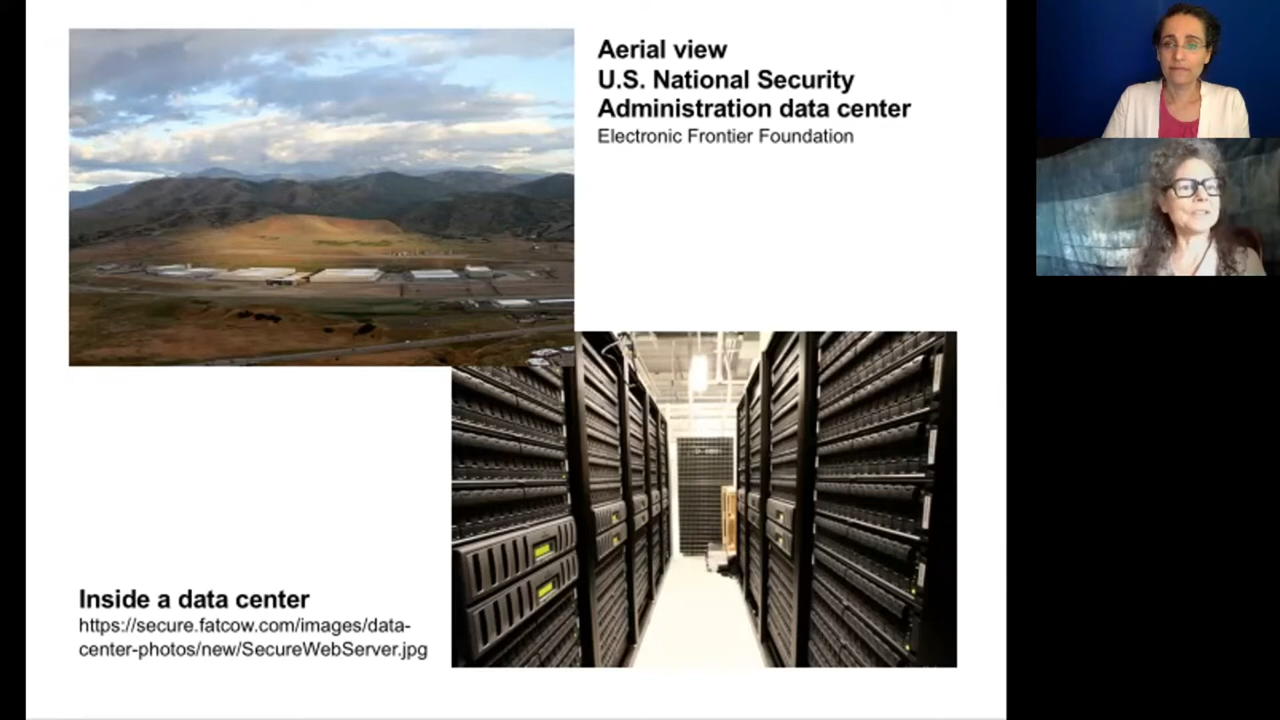 Aerial view
U.S. National Security
Administration data center
Electronic Frontier Foundation
Inside a data center
https://secure.fatcow.com/images/data-
center-photos/new/SecureWebServer.jpg